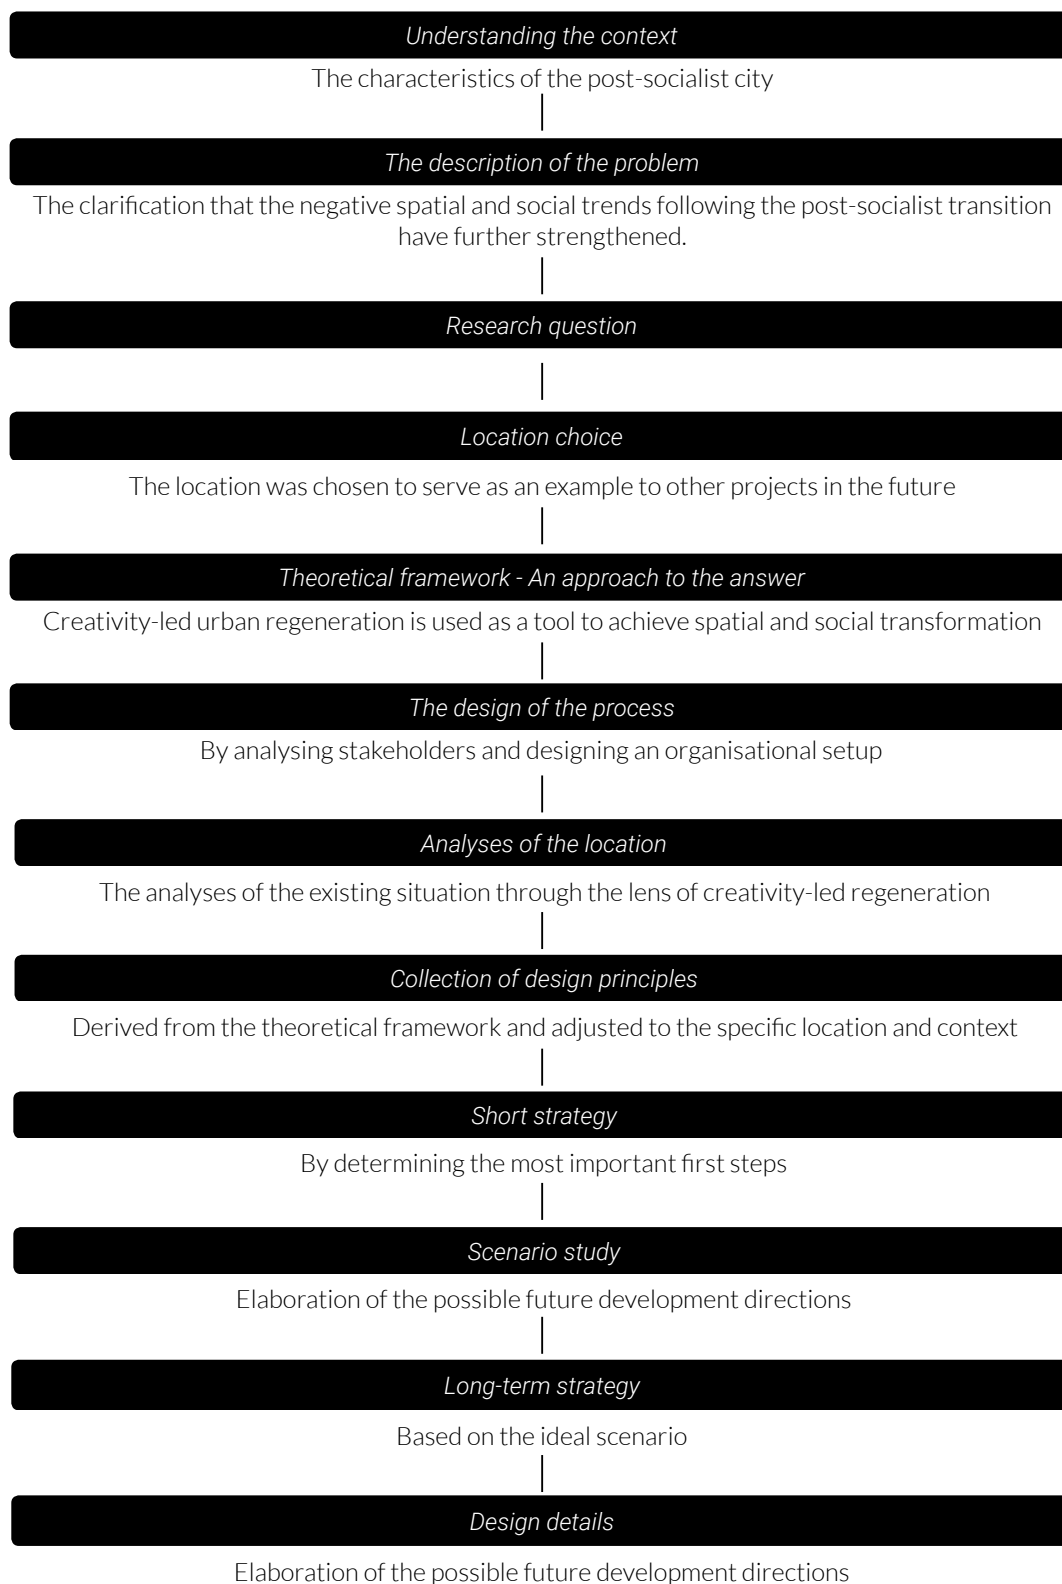 Understanding the context
The characteristics of the post-socialist city
The description of the problem
The clarification that the negative spatial and social trends following the post-socialist transition
have further strengthened.
Research question
Location choice
The location was chosen to serve as an example to other projects in the future
Theoretical framework - An approach to the answer
Creativity-led urban regeneration is used as a tool to achieve spatial and social transformation
The design of the process
By analysing stakeholders and designing an organisational setup
Analyses of the location
The analyses of the existing situation through the lens of creativity-led regeneration
Collection of design principles
Derived from the theoretical framework and adjusted to the specific location and context
Short strategy
By determining the most important first steps
Scenario study
Elaboration of the possible future development directions
Long-term strategy
Based on the ideal scenario
Design details
Elaboration of the possible future development directions